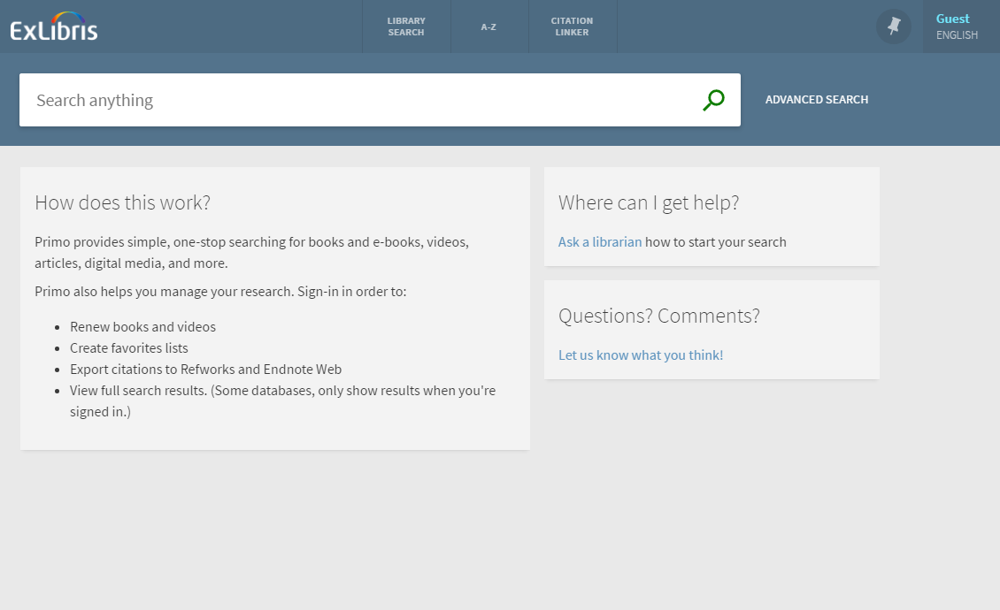 ExLibris
LIBRARY
SEARCH
A-Z
CITATION
LINKER
Guest
ENGLISH
Search anything
ADVANCED SEARCH
How does this work?
Primo provides simple, one-stop searching for books and e-books, videos,
articles, digital media, and more.
Primo also helps you manage your research. Sign-in in order to:
• Renew books and videos
• Create favorites lists
• Export citations to Refworks and Endnote Web
• View full search results. (Some databases, only show results when you're
signed in.)
Where can I get help?
Ask a librarian how to start your search
Questions? Comments?
Let us know what you think!